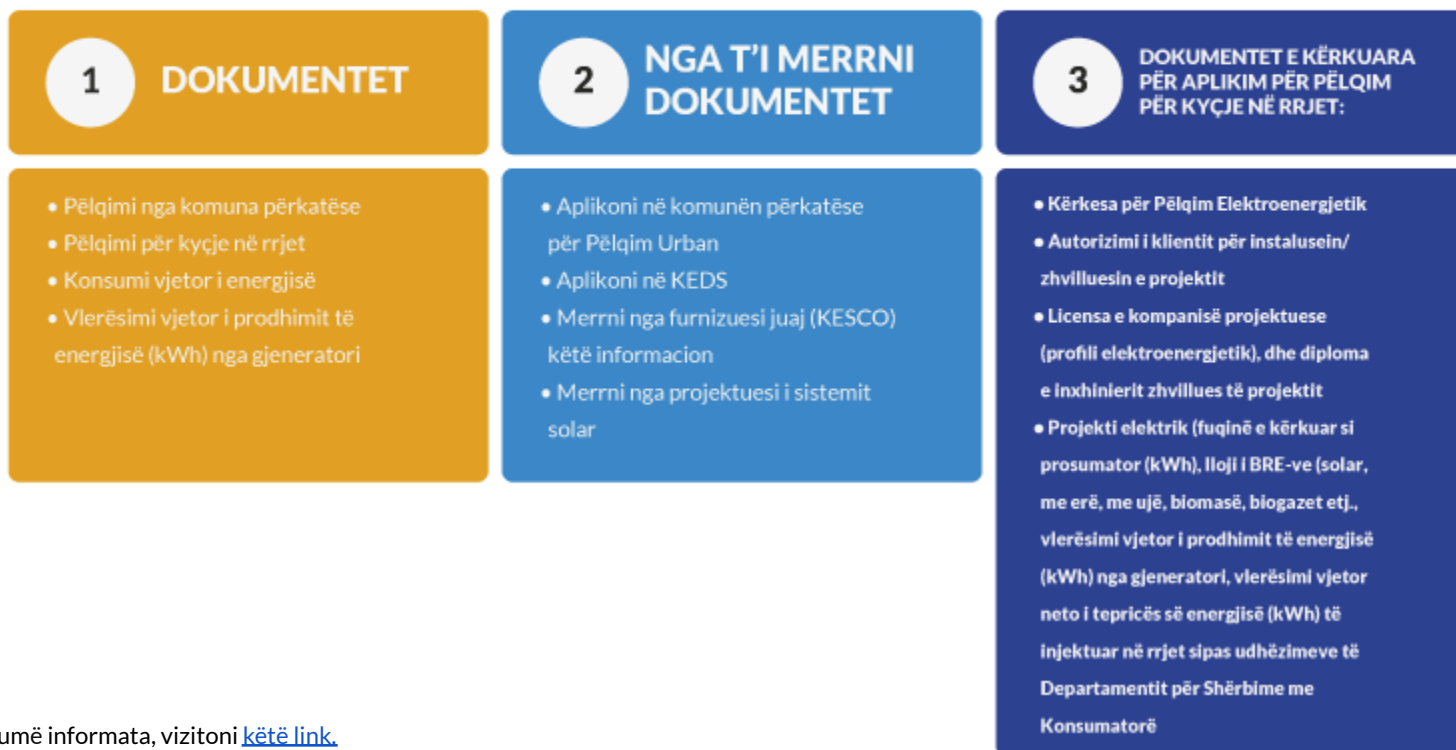 1
DOKUMENTET
• Pëlqimi nga komuna përkatëse
• Pëlqimi për kyçje në rrjet
• Konsumi vjetor i energjisë
• Vlerësimi vjetor i prodhimit të
energjisë (kWh) nga gjeneratori
2
NGA T'I MERRNI
DOKUMENTET
• Aplikoni në komunën përkatëse
për Pëlqim Urban
• Aplikoni në KEDS
• Merrni nga furnizuesi juaj (KESCO)
këtë informacion
• Merrni nga projektuesi i sistemit
solar
3
DOKUMENTET E KËRKUARA
PËR APLIKIM PËR PËLQIM
PËR KYÇJE NË RRJET:
• Kërkesa për Pëlqim Elektroenergjetik
• Autorizimi i klientit për instalusein/
zhvilluesin e projektit
• Licensa e kompanisë projektuese
(profili elektroenergjetik), dhe diploma
e inxhinierit zhvillues të projektit
• Projekti elektrik (fuqinë e kërkuar si
prosumator (kWh), lloji i BRE-ve (solar,
me erë, me ujë, biomasë, biogazet etj.,
vlerësimi vjetor i prodhimit të energjisë
(kWh) nga gjeneratori, vlerësimi vjetor
neto i tepricës së energjisë (kWh) të
injektuar në rrjet sipas udhëzimeve të
Departamentit për Shërbime me
Konsumatorë
umë informata, vizitoni këtë link.